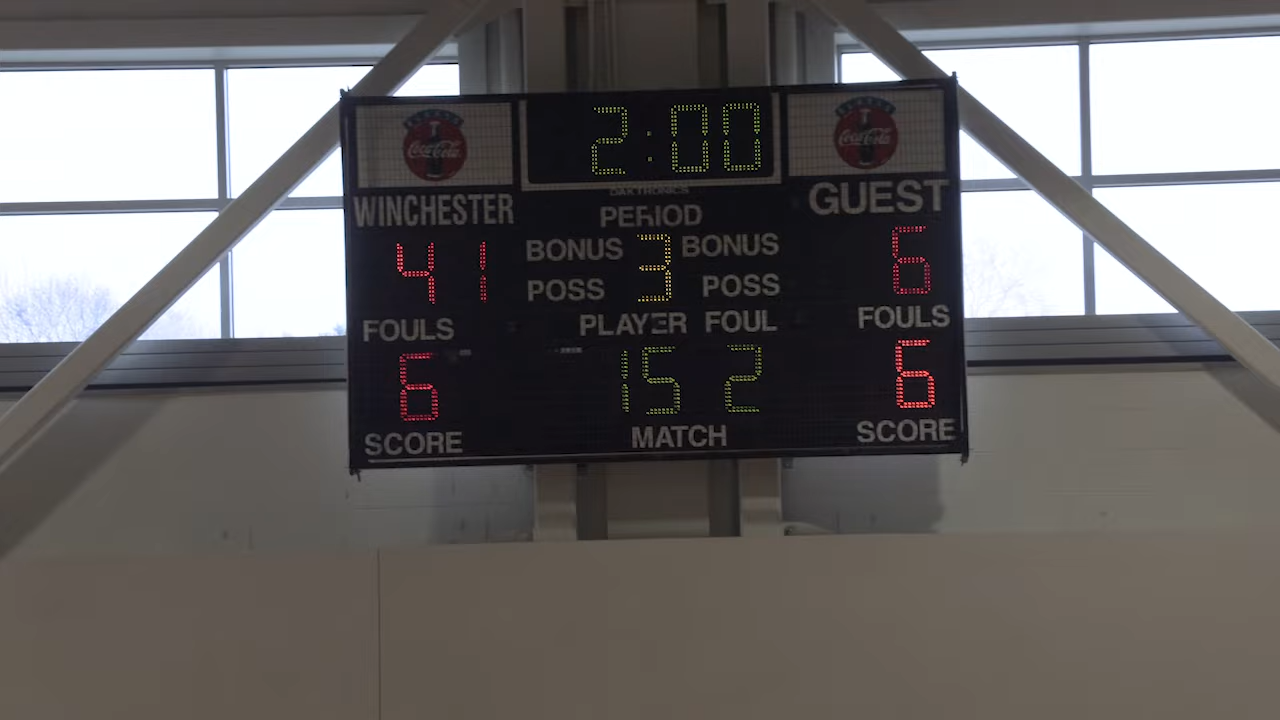 2:00
Coca-Cola
Coca-Cola
DAKTRONICS
WINCHESTER
PERIOD
GUEST
41
BONUS
3
BONUS
6
POSS
POSS
FOULS
PLAYER FOUL
FOULS
6
15 2
6
SCORE
MATCH
SCORE